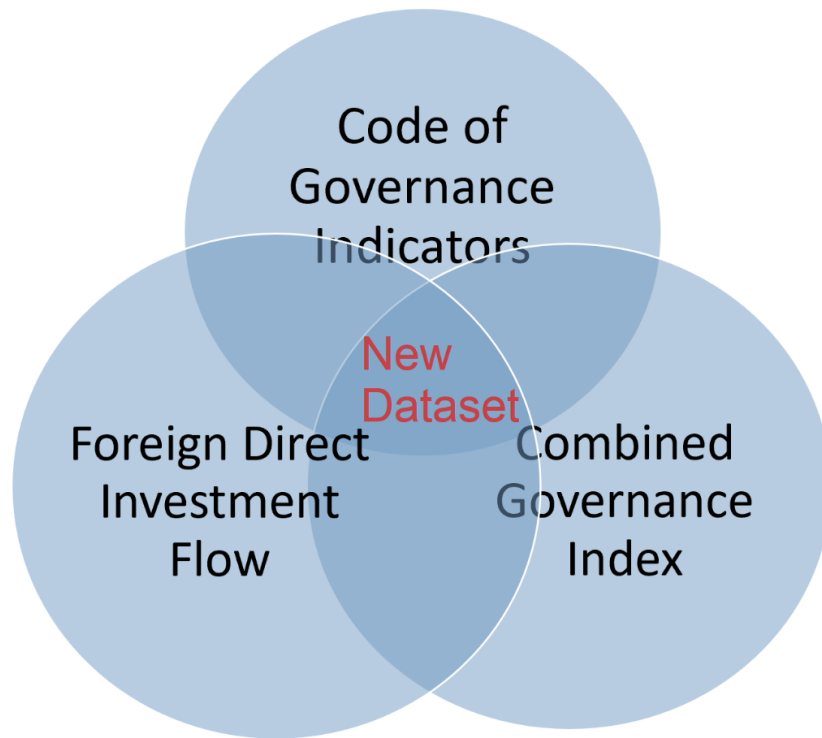 Code of
Governance
Indicators
New
Dataset
Foreign Direct
Investment
Flow
Combined
Governance
Index